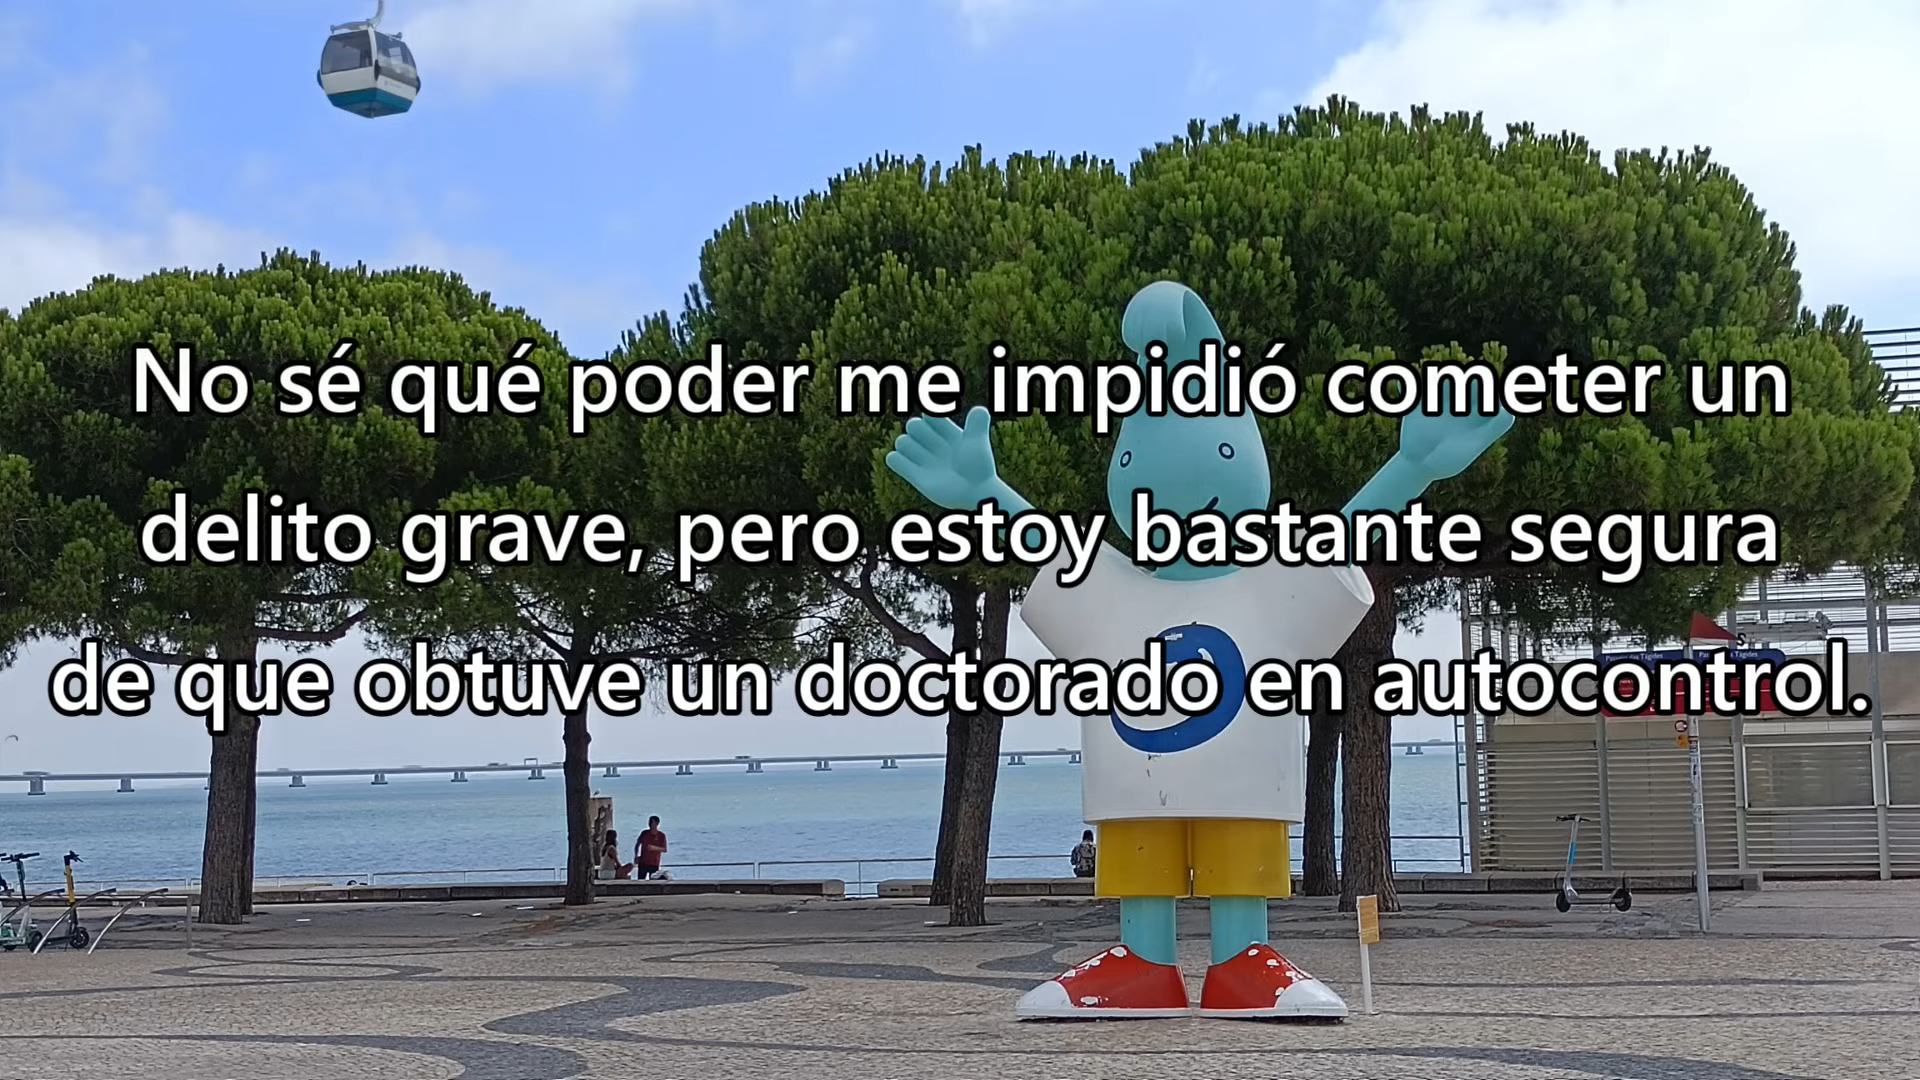 No sé qué poder me impidió cometer un
delito grave, pero estoy bastante segura
de que obtuve un doctorado en autocontrol.